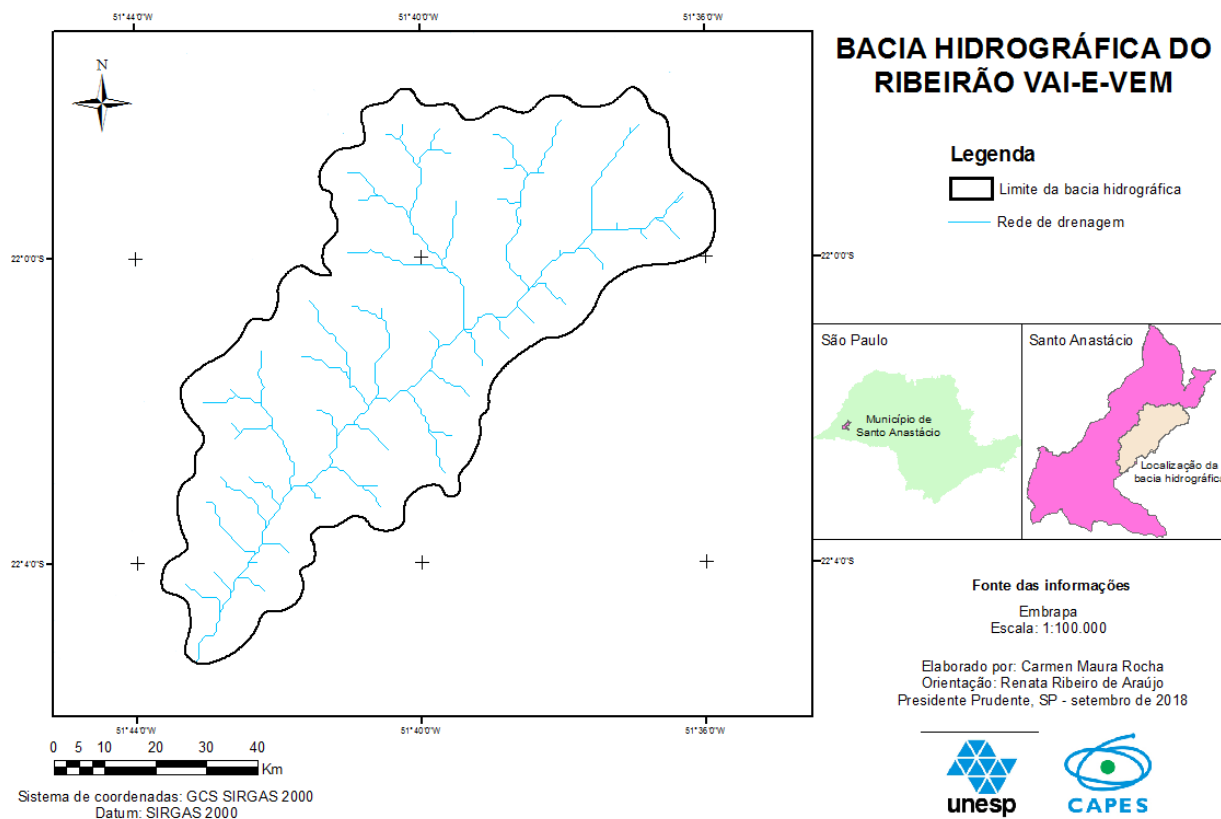 51°44'0"W
51°40'0"W
51°36'0"W
N
22°0'0"S
22°0'0"S
22°4'0"S
22°4'0"S
51°44'0"W
51°40'0"W
51°36'0"W
0 5 10 20 30 40
Km
Sistema de coordenadas: GCS SIRGAS 2000
Datum: SIRGAS 2000
BACIA HIDROGRÁFICA DO
RIBEIRÃO VAI-E-VEM
Legenda
Limite da bacia hidrográfica
Rede de drenagem
São Paulo
Município de
Santo Anastácio
Santo Anastácio
Localização da
bacia hidrográfica
Fonte das informações
Embrapa
Escala: 1:100.000
Elaborado por: Carmen Maura Rocha
Orientação: Renata Ribeiro de Araújo
Presidente Prudente, SP - setembro de 2018
unesp
CAPES